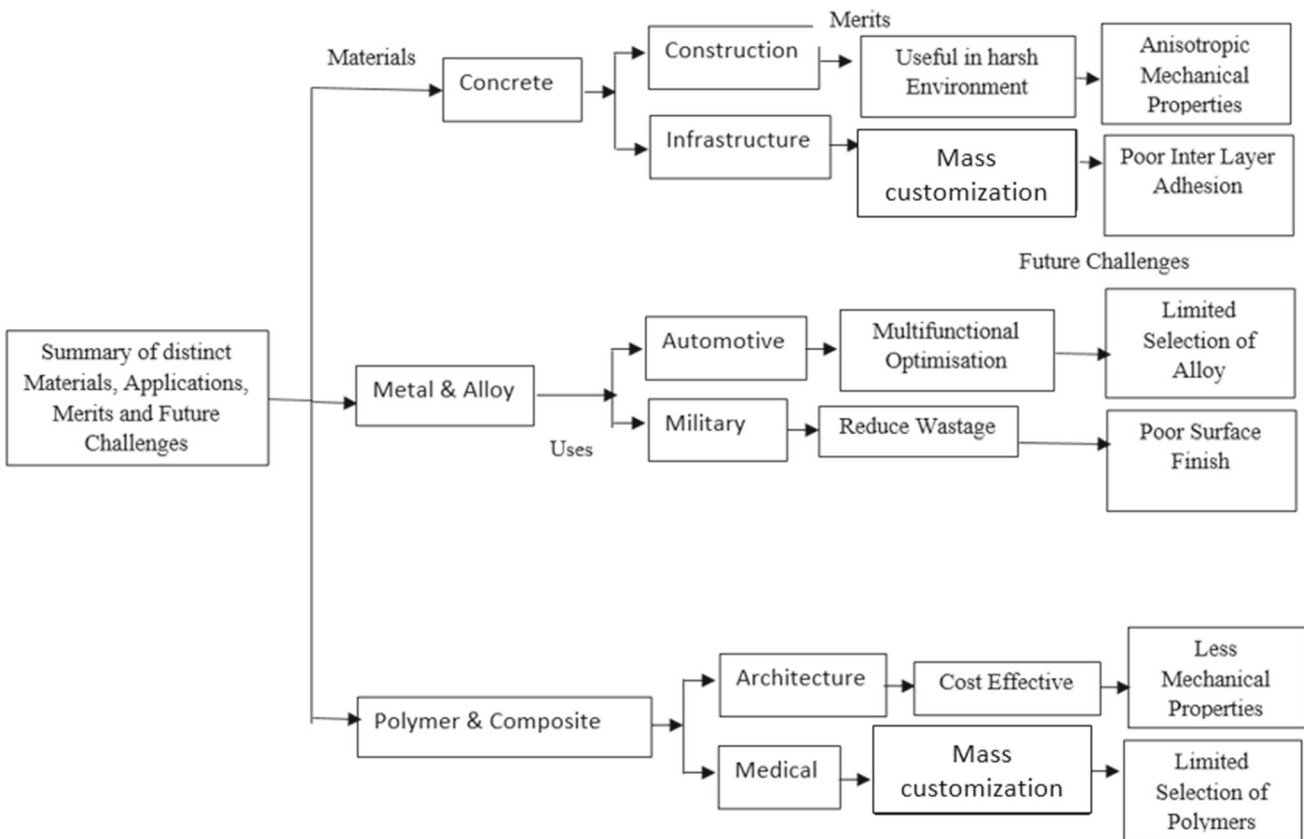 Merits
Materials
Concrete
Construction
Useful in harsh
Environment
Anisotropic
Mechanical
Properties
Infrastructure
Mass
customization
Poor Inter Layer
Adhesion
Future Challenges
Summary of distinct
Materials, Applications,
Merits and Future
Challenges
Metal & Alloy
Uses
Automotive
Multifunctional
Optimisation
Limited
Selection of
Alloy
Military
Reduce Wastage
Poor Surface
Finish
Polymer & Composite
Architecture
Cost Effective
Less
Mechanical
Properties
Medical
Mass
customization
Limited
Selection of
Polymers